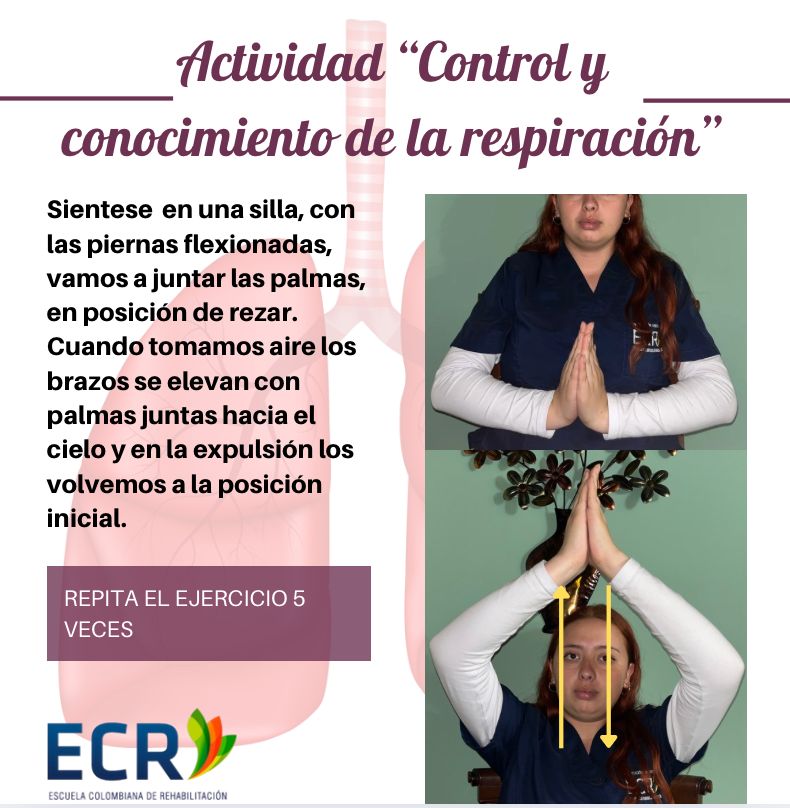 Actividad “Control y
conocimiento de la respiración”
Sientese en una silla, con
las piernas flexionadas,
vamos a juntar las palmas,
en posición de rezar.
Cuando tomamos aire los
brazos se elevan con
palmas juntas hacia el
cielo y en la expulsión los
volvemos a la posición
inicial.
REPITA EL EJERCICIO 5
VECES
ECR
ESCUELA COLOMBIANA DE REHABILITACIÓN
ECR